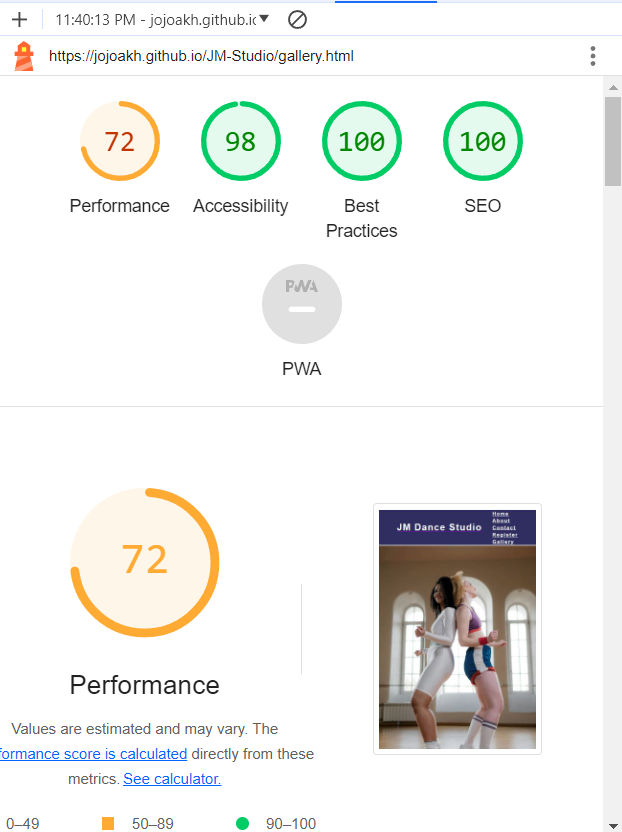 11:40:13 PM - jojoakh.github.ic
https://jojoakh.github.io/JM-Studio/gallery.html
72 98 100 100
Performance Accessibility Best Practices SEO
PWA
PWA
72
JM Dance Studio
Home
About
Contact
Register
Gallery
Performance
Values are estimated and may vary. The
formance score is calculated directly from these
metrics. See calculator.
0–49 50–89 90–100